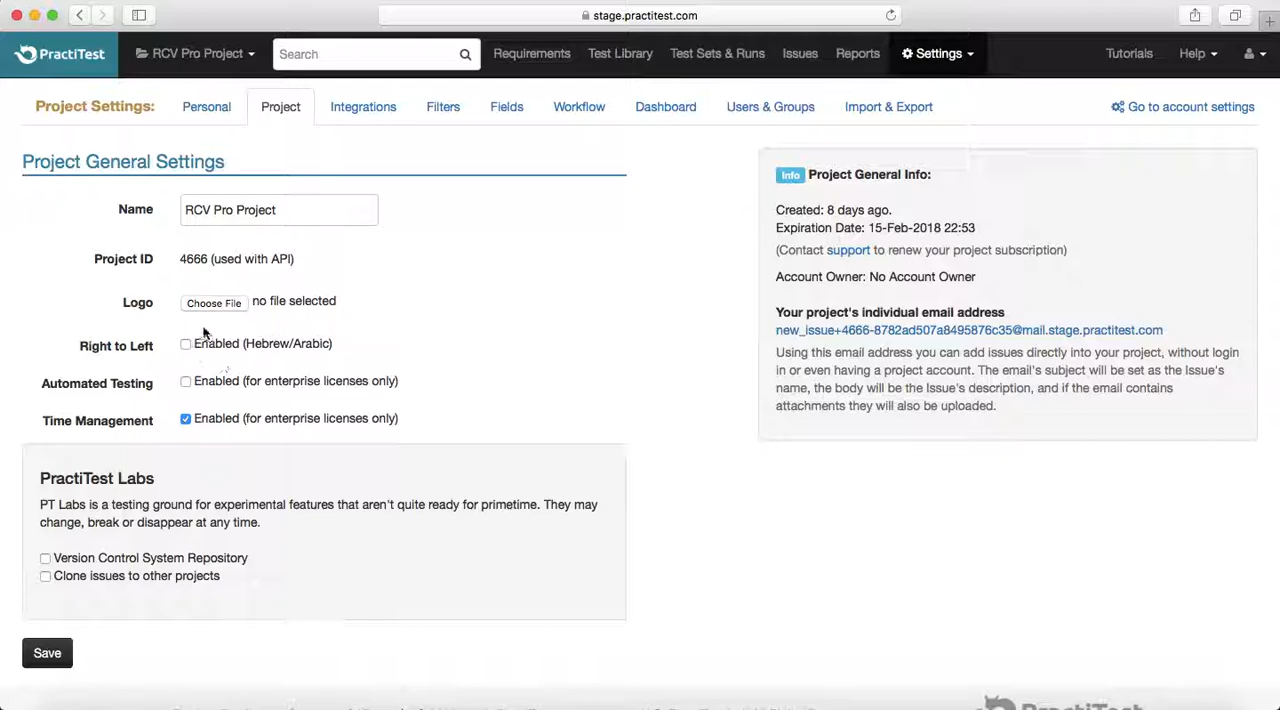 stage.practitest.com
PractiTest
RCV Pro Project
Search
Requirements
Test Library
Test Sets & Runs
Issues
Reports
Settings
Tutorials
Help
Project Settings:
Personal
Project
Integrations
Filters
Fields
Workflow
Dashboard
Users & Groups
Import & Export
Go to account settings
Project General Settings
Name
RCV Pro Project
Project ID
4666 (used with API)
Logo
Choose File no file selected
Right to Left
Enabled (Hebrew/Arabic)
Automated Testing
Enabled (for enterprise licenses only)
Time Management
Enabled (for enterprise licenses only)
PractiTest Labs
PT Labs is a testing ground for experimental features that aren't quite ready for primetime. They may
change, break or disappear at any time.
Version Control System Repository
Clone issues to other projects
Save
Info Project General Info:
Created: 8 days ago.
Expiration Date: 15-Feb-2018 22:53
(Contact support to renew your project subscription)
Account Owner: No Account Owner
Your project's individual email address
new_issue+4666-8782ad507a8495876c35@mail.stage.practitest.com
Using this email address you can add issues directly into your project, without login
in or even having a project account. The email's subject will be set as the Issue's
name, the body will be the Issue's description, and if the email contains
attachments they will also be uploaded.
PractiTest